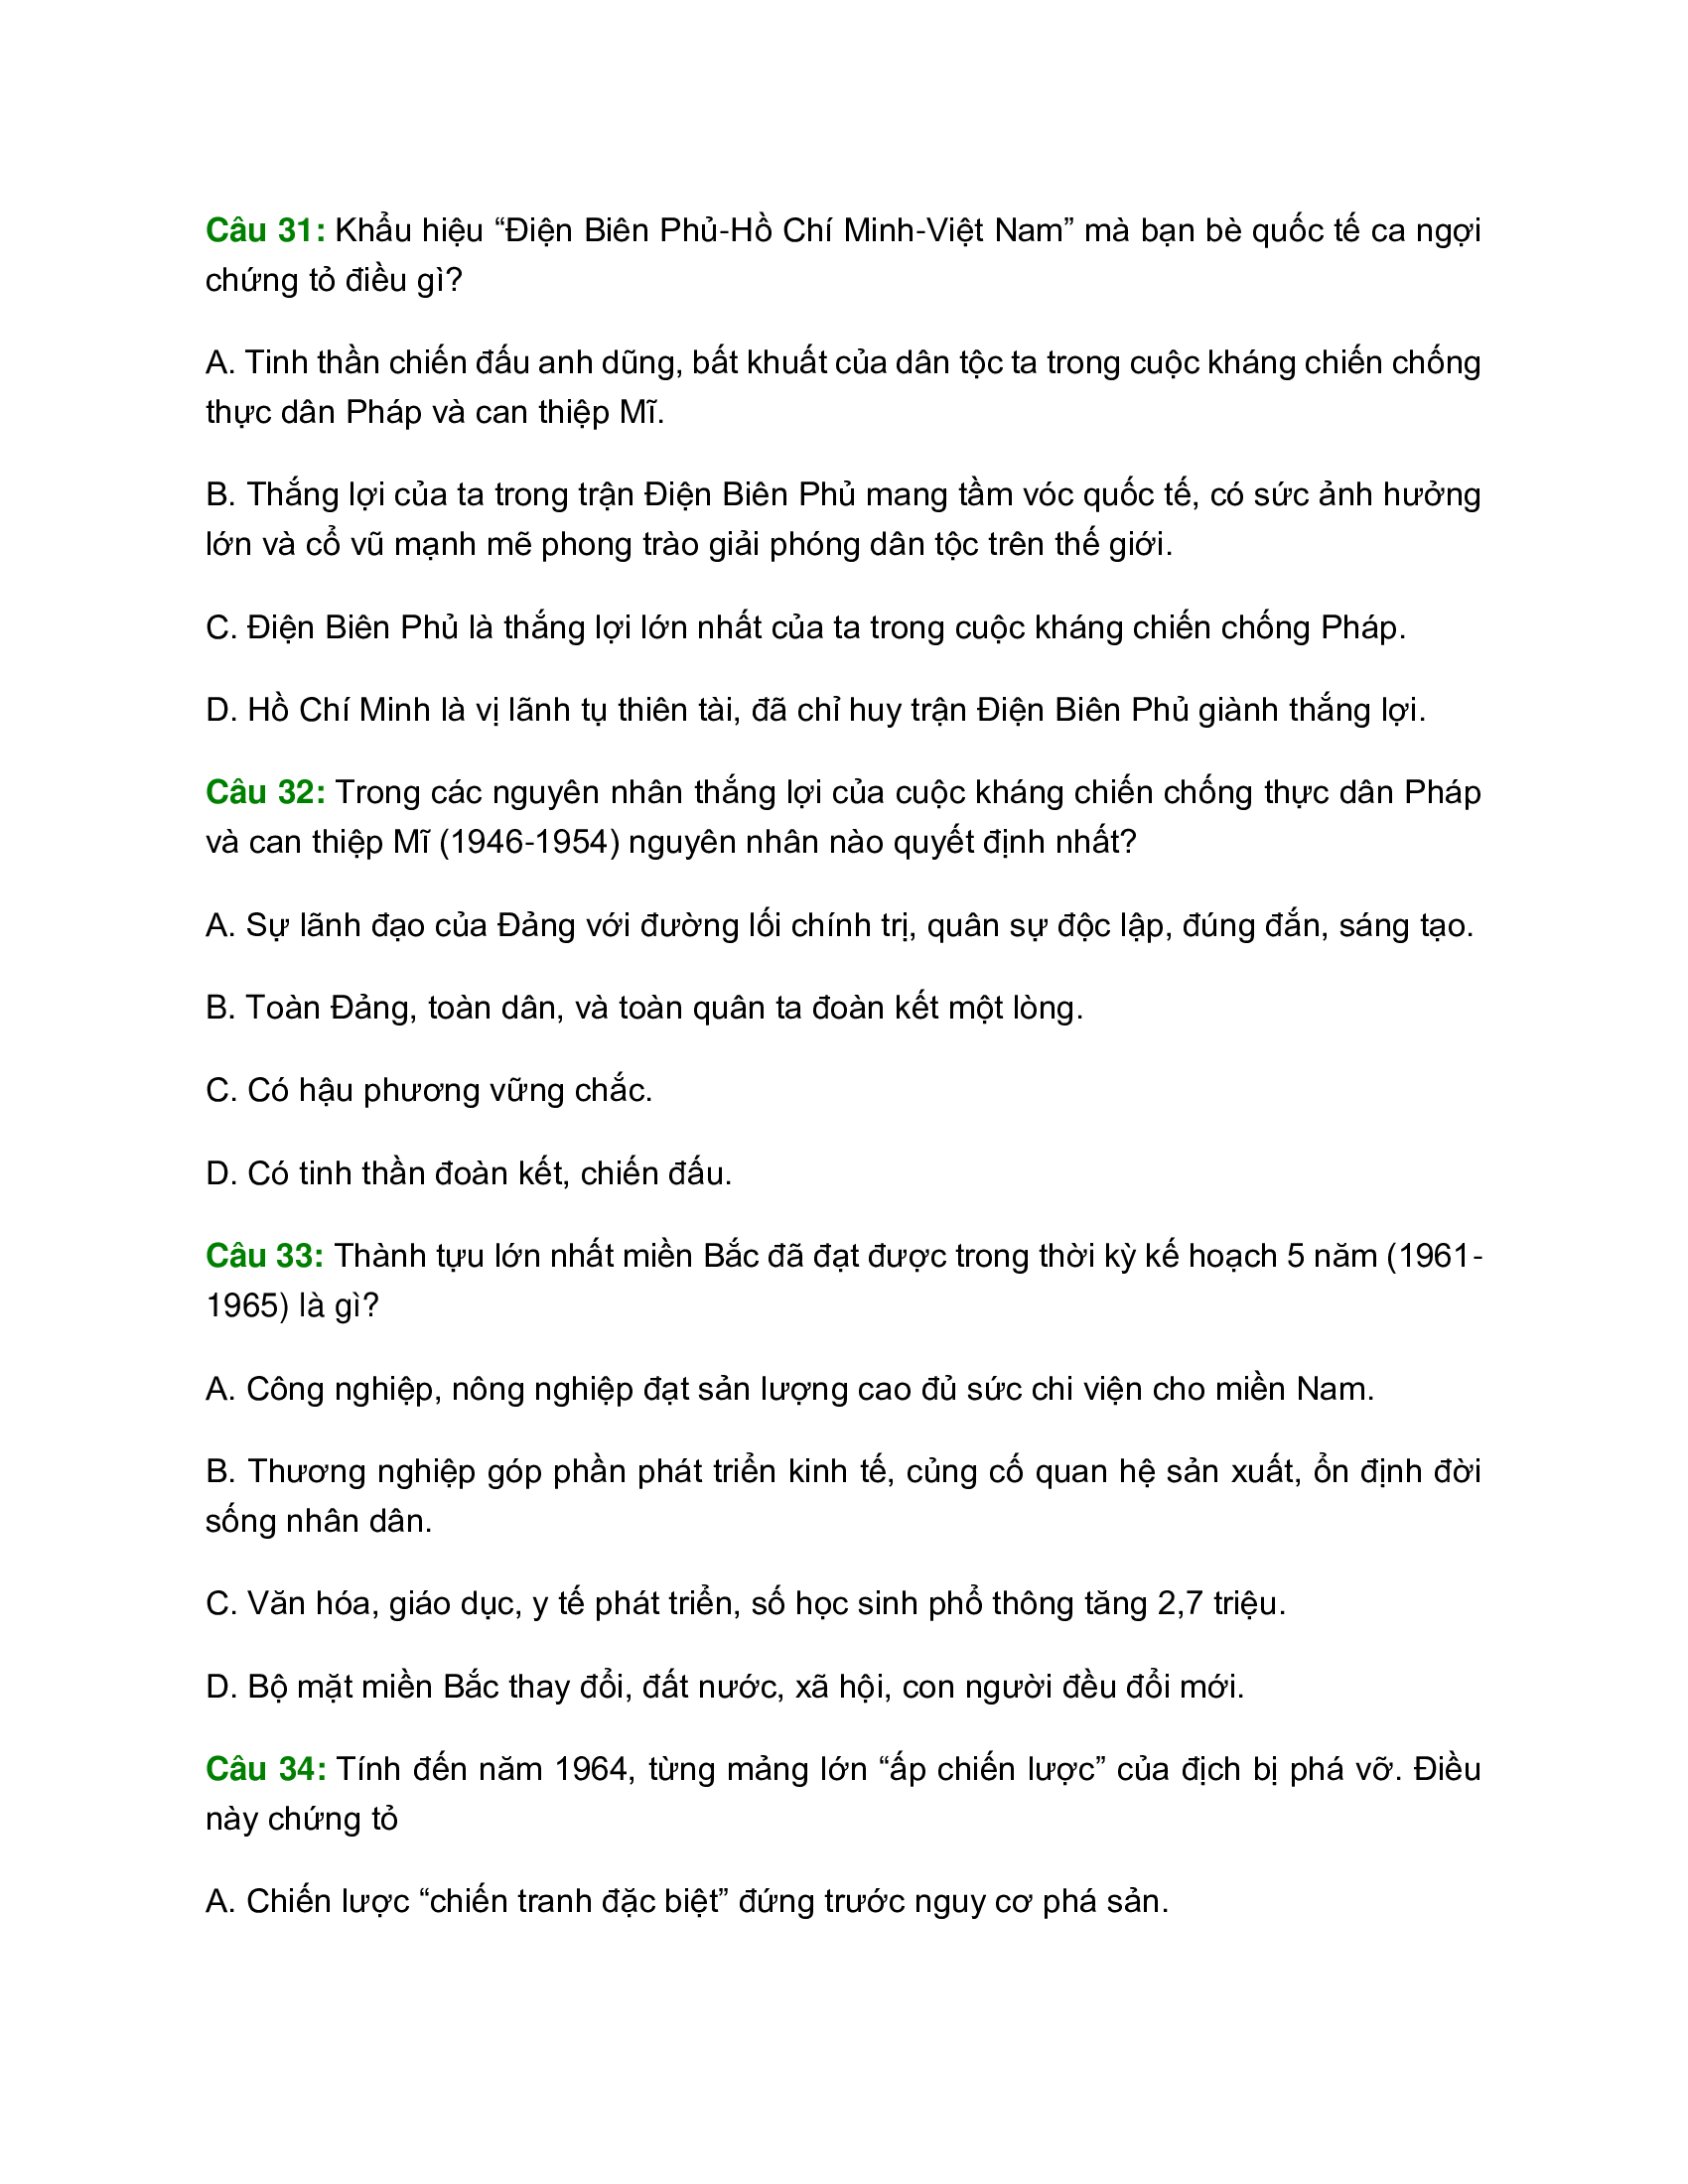 Câu 31: Khẩu hiệu “Điện Biên Phủ-Hồ Chí Minh-Việt Nam” mà bạn bè quốc tế ca ngợi
chứng tỏ điều gì?
A. Tinh thần chiến đấu anh dũng, bất khuất của dân tộc ta trong cuộc kháng chiến chống
thực dân Pháp và can thiệp Mĩ.
B. Thắng lợi của ta trong trận Điện Biên Phủ mang tầm vóc quốc tế, có sức ảnh hưởng
lớn và cổ vũ mạnh mẽ phong trào giải phóng dân tộc trên thế giới.
C. Điện Biên Phủ là thắng lợi lớn nhất của ta trong cuộc kháng chiến chống Pháp.
D. Hồ Chí Minh là vị lãnh tụ thiên tài, đã chỉ huy trận Điện Biên Phủ giành thắng lợi.
Câu 32: Trong các nguyên nhân thắng lợi của cuộc kháng chiến chống thực dân Pháp
và can thiệp Mĩ (1946-1954) nguyên nhân nào quyết định nhất?
A. Sự lãnh đạo của Đảng với đường lối chính trị, quân sự độc lập, đúng đắn, sáng tạo.
B. Toàn Đảng, toàn dân, và toàn quân ta đoàn kết một lòng.
C. Có hậu phương vững chắc.
D. Có tinh thần đoàn kết, chiến đấu.
Câu 33: Thành tựu lớn nhất miền Bắc đã đạt được trong thời kỳ kế hoạch 5 năm (1961-
1965) là gì?
A. Công nghiệp, nông nghiệp đạt sản lượng cao đủ sức chi viện cho miền Nam.
B. Thương nghiệp góp phần phát triển kinh tế, củng cố quan hệ sản xuất, ổn định đời
sống nhân dân.
C. Văn hóa, giáo dục, y tế phát triển, số học sinh phổ thông tăng 2,7 triệu.
D. Bộ mặt miền Bắc thay đổi, đất nước, xã hội, con người đều đổi mới.
Câu 34: Tính đến năm 1964, từng mảng lớn “ấp chiến lược” của địch bị phá vỡ. Điều
này chứng tỏ
A. Chiến lược “chiến tranh đặc biệt” đứng trước nguy cơ phá sản.